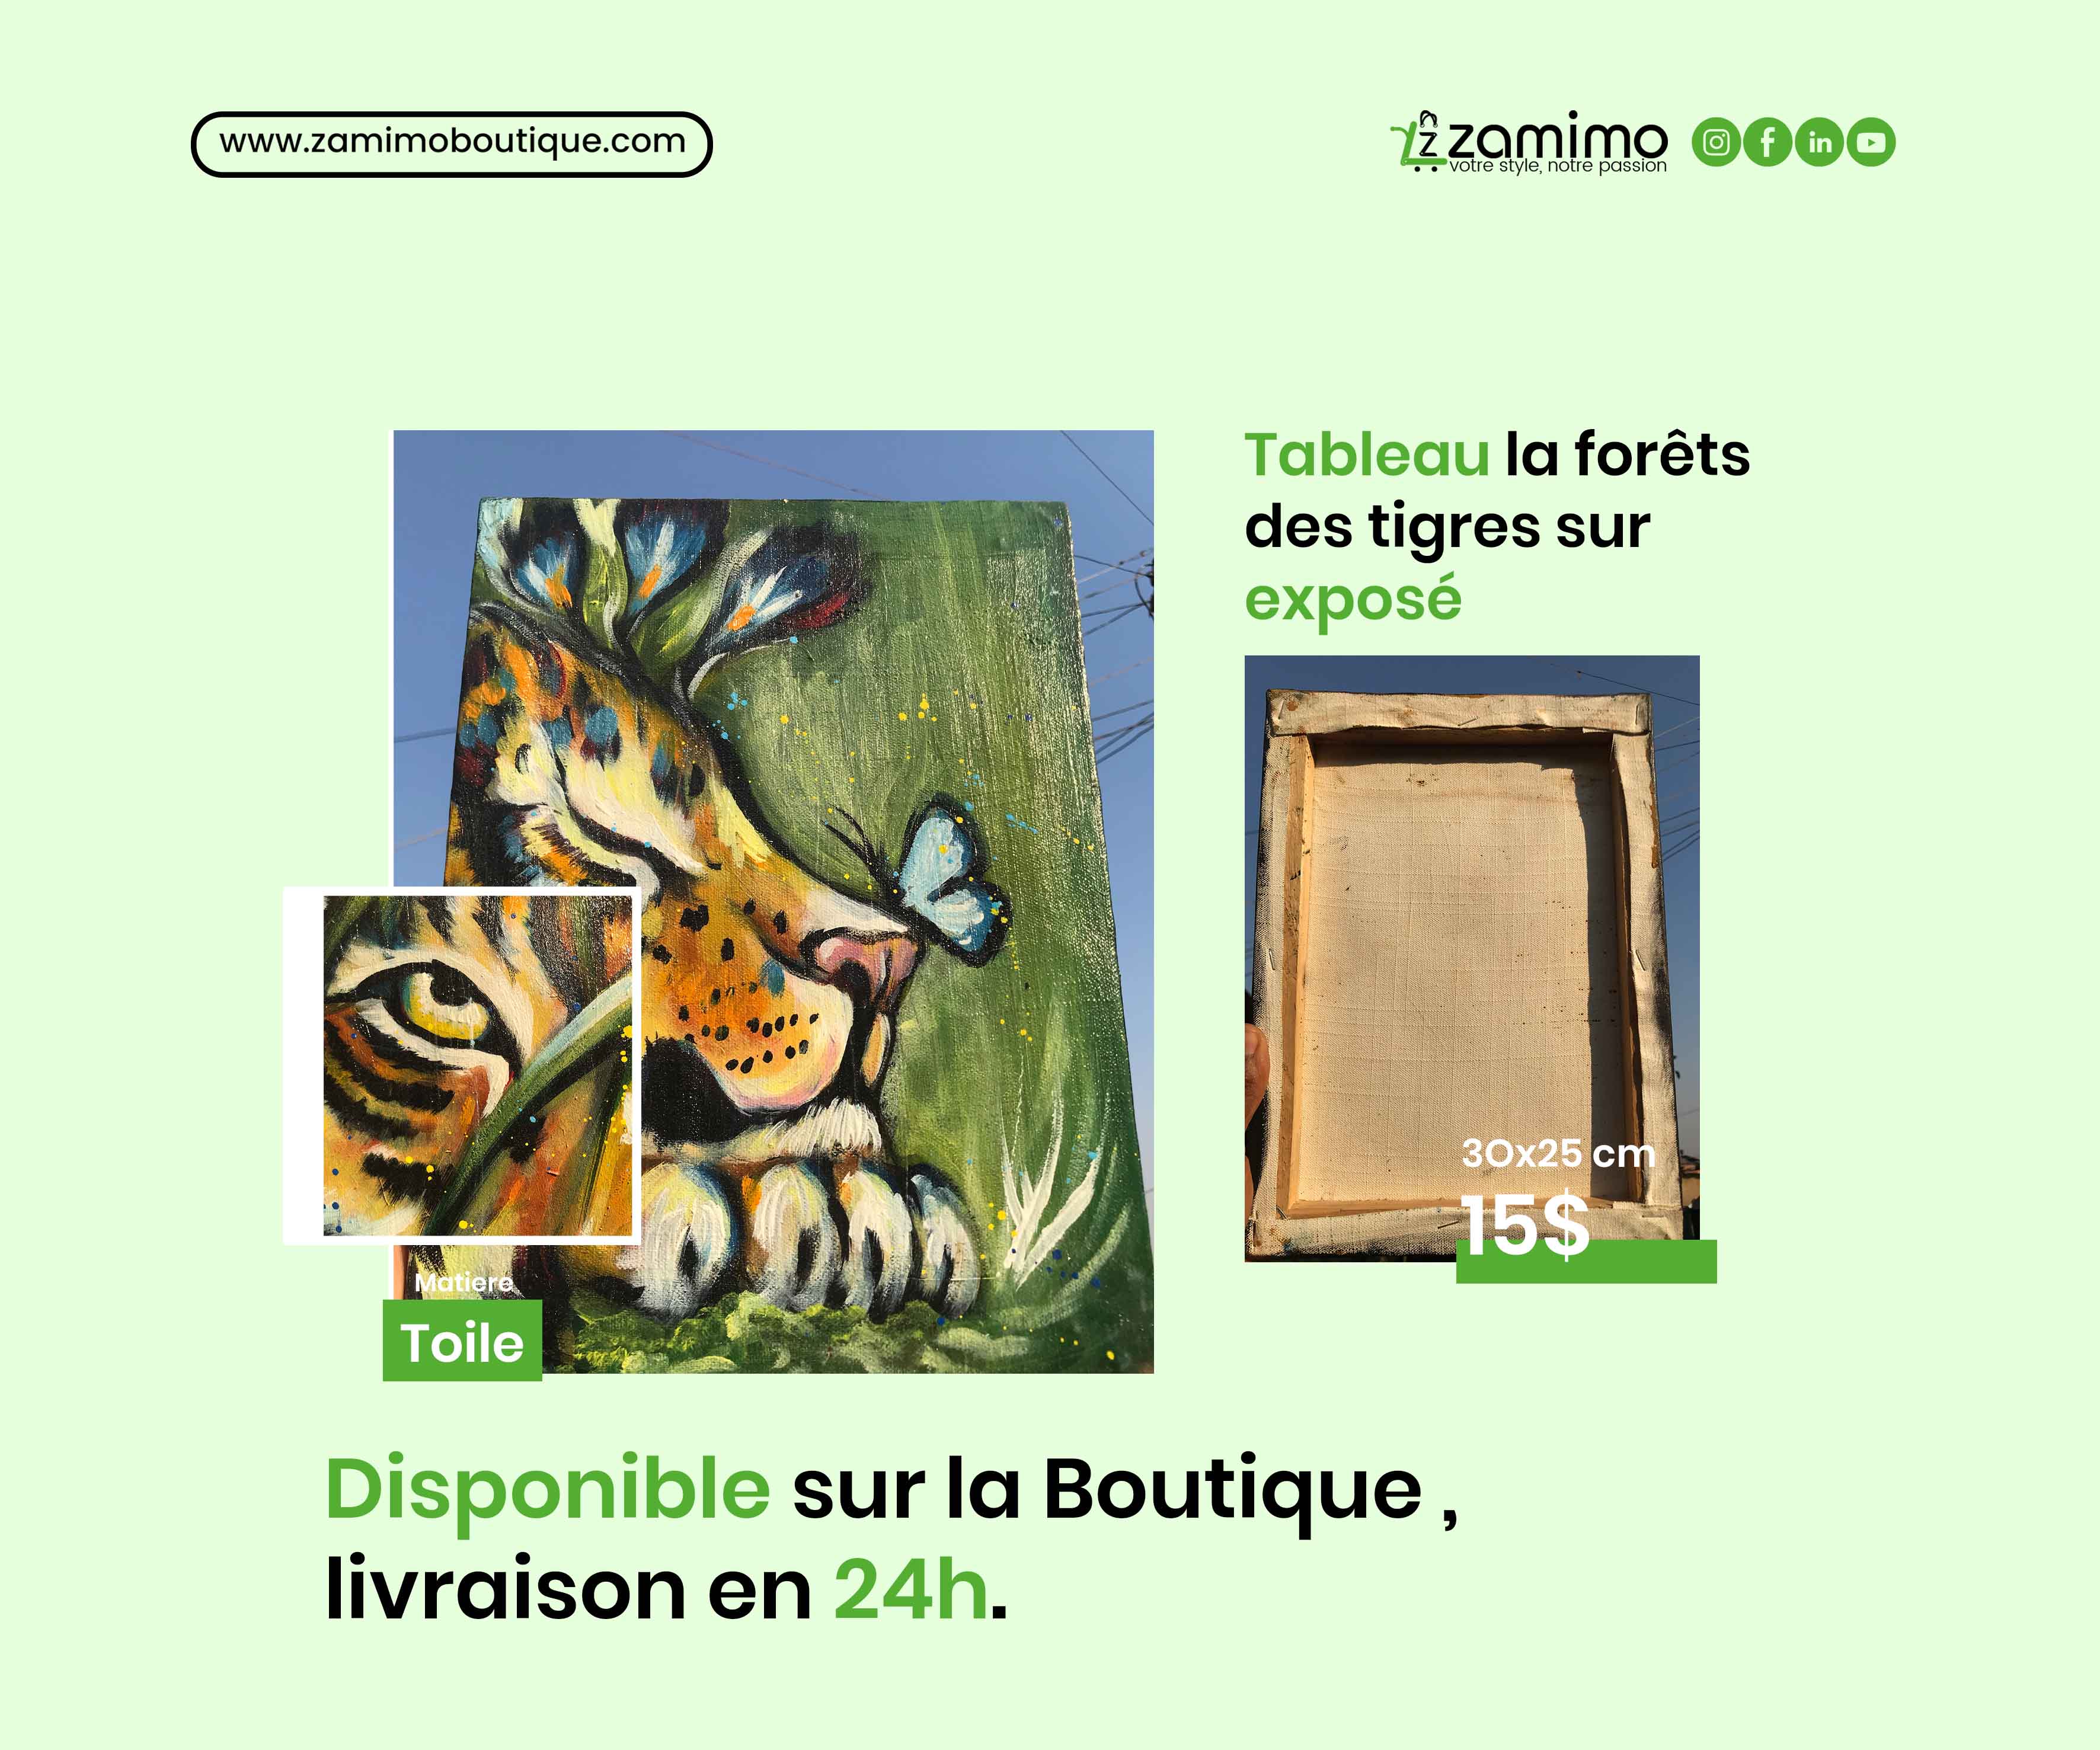 www.zamimoboutique.com
zamimo
votre style, notre passion
Tableau la forêts
des tigres sur
exposé
30x25 cm
15$
Matiere
Toile
Disponible sur la Boutique ,
livraison en 24h.